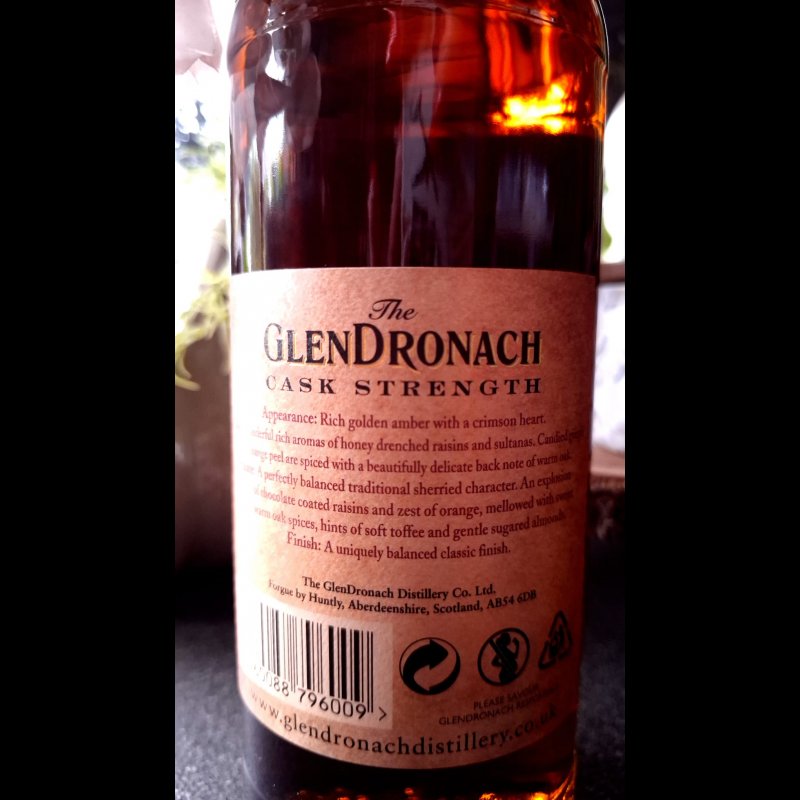 The
GLENDRONACH
CASK STRENGTH
Appearance: Rich golden amber with a crimson heart.
rich aromas of honey drenched raisins and sultanas. Candied
peel are spiced with a beautifully delicate back note of warm oak.
A perfectly balanced traditional sherried character. An explosion
of chocolate coated raisins and zest of orange, mellowed with
warm oak spices, hints of soft toffee and gentle sugared almonds.
Finish: A uniquely balanced classic finish.
The GlenDronach Distillery Co. Ltd.
Forgue by Huntly, Aberdeenshire, Scotland, AB54 6DB
796009 >
PLEASE SAVOUR
GLENDRONACH
www.glendronachdistillery.co.uk